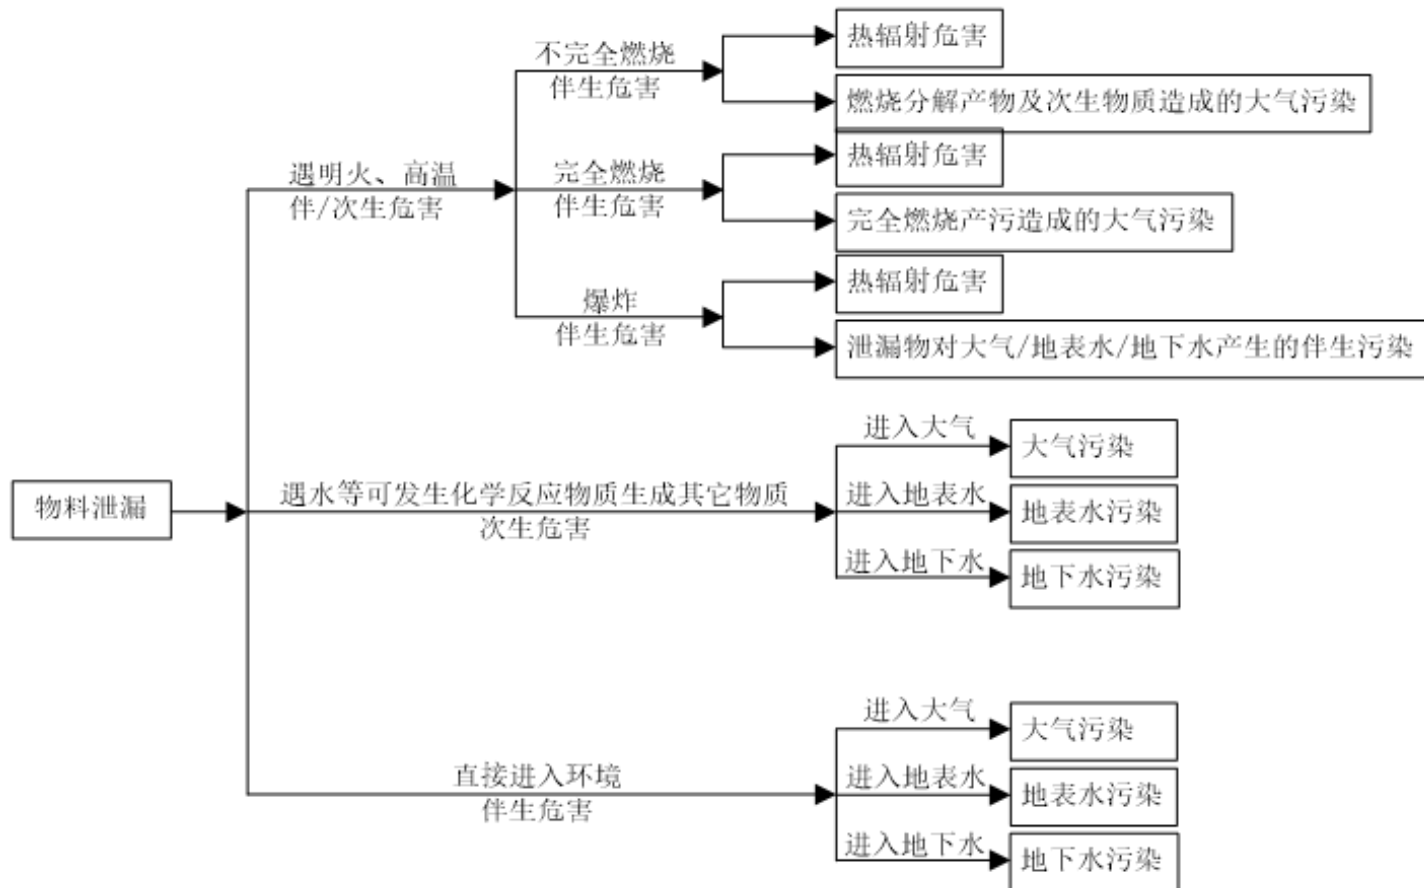 热辐射危害
不完全燃烧
伴生危害
燃烧分解产物及次生物质造成的大气污染
热辐射危害
遇明火、高温
伴/次生危害
完全燃烧
伴生危害
完全燃烧产污造成的大气污染
热辐射危害
爆炸
伴生危害
泄漏物对大气/地表水/地下水产生的伴生污染
物料泄漏
遇水等可发生化学反应物质生成其它物质
次生危害
进入大气
大气污染
进入地表水
地表水污染
进入地下水
地下水污染
直接进入环境
伴生危害
进入大气
大气污染
进入地表水
地表水污染
进入地下水
地下水污染